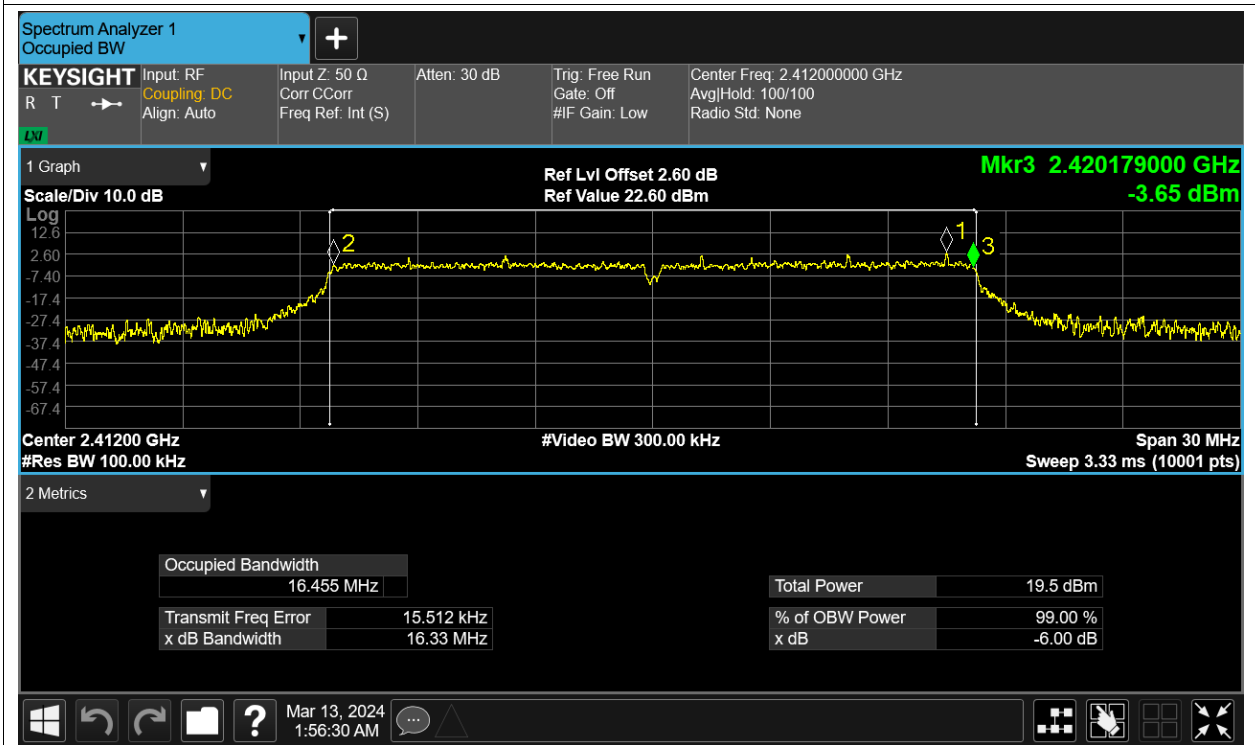 Spectrum Analyzer 1
Occupied BW
KEYSIGHT
R T
LXI
Input: RF
Coupling: DC
Align: Auto
Input Z: 50 Ω
Corr CCorr
Freq Ref: Int (S)
Atten: 30 dB
Trig: Free Run
Gate: Off
#IF Gain: Low
Center Freq: 2.412000000 GHz
Avg|Hold: 100/100
Radio Std: None
1 Graph
Scale/Div 10.0 dB
Ref Lvl Offset 2.60 dB
Ref Value 22.60 dBm
Mkr3 2.420179000 GHz
-3.65 dBm
Log
12.6
2.60
-7.40
-17.4
-27.4
-37.4
-47.4
-57.4
-67.4
2
1
3
Center 2.41200 GHz
#Res BW 100.00 kHz
#Video BW 300.00 kHz
Span 30 MHz
Sweep 3.33 ms (10001 pts)
2 Metrics
Occupied Bandwidth
16.455 MHz
Transmit Freq Error 15.512 kHz
x dB Bandwidth 16.33 MHz
Total Power 19.5 dBm
% of OBW Power 99.00 %
x dB -6.00 dB
?
Mar 13, 2024
1:56:30 AM